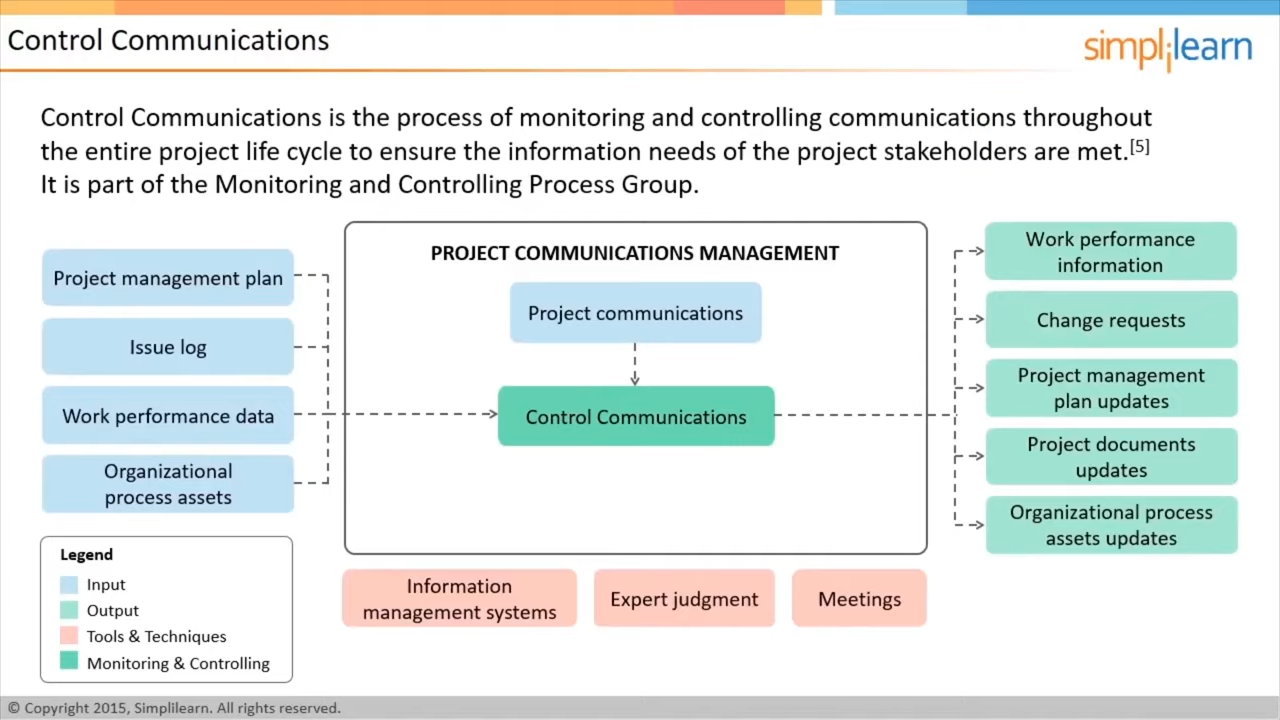 Control Communications
simplilearn
Control Communications is the process of monitoring and controlling communications throughout
the entire project life cycle to ensure the information needs of the project stakeholders are met.[5]
It is part of the Monitoring and Controlling Process Group.
Project management plan
Issue log
Work performance data
Organizational
process assets
PROJECT COMMUNICATIONS MANAGEMENT
Project communications
Control Communications
Work performance
information
Change requests
Project management
plan updates
Project documents
updates
Organizational process
assets updates
Legend
Input
Output
Tools & Techniques
Monitoring & Controlling
Information
management systems
Expert judgment
Meetings
© Copyright 2015, Simplilearn. All rights reserved.